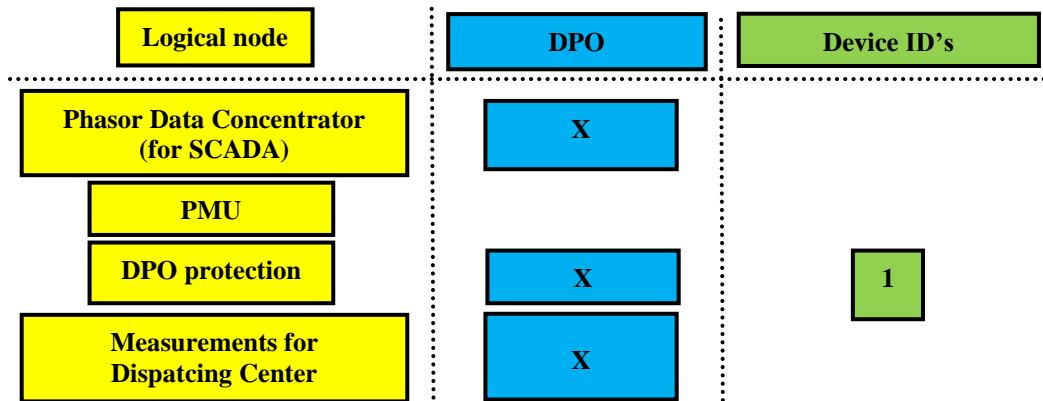 Logical node
DPO
Device ID’s
Phasor Data Concentrator
(for SCADA)
X
PMU
DPO protection
X
1
Measurements for
Dispatcing Center
X